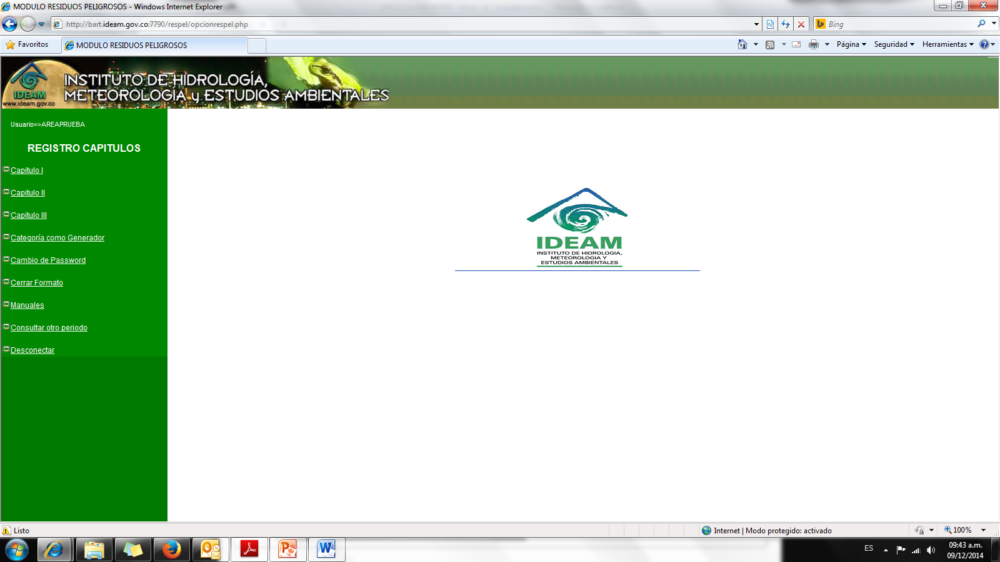 MODULO RESIDUOS PELIGROSOS - Windows Internet Explorer
http://bart.ideam.gov.co:7790/respel/opcionrespel.php
Bing
Favoritos
MODULO RESIDUOS PELIGROSOS
Página
Seguridad
Herramientas
IDEAM
www.ideam.gov.co
INSTITUTO DE HIDROLOGÍA,
METEOROLOGÍA y ESTUDIOS AMBIENTALES
Usuario=>AREAPRUEBA
REGISTRO CAPITULOS
Capitulo I
Capitulo II
Capitulo III
Categoría como Generador
Cambio de Password
Cerrar Formato
Manuales
Consultar otro periodo
Desconectar
IDEAM
INSTITUTO DE HIDROLOGIA,
METEOROLOGIA Y
ESTUDIOS AMBIENTALES
Listo
Internet | Modo protegido: activado
100%
ES
09:43 a.m.
09/12/2014